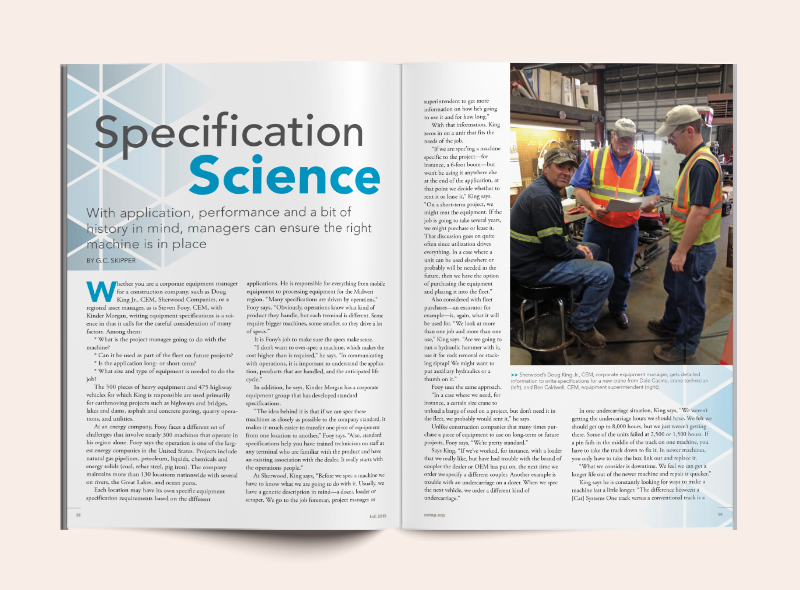 Specification
Science
With application, performance and a bit of
history in mind, managers can ensure the right
machine is in place
BY G.C. SKIPPER
Whether you are a corporate equipment manager
for a construction company, such as Doug
King Jr., CEM, Sherwood Companies, or a
regional asset manager, as is Steven Fooy, CEM, with
Kinder Morgan, writing equipment specifications is a sci-
ence in that it calls for the careful consideration of many
factors. Among them:
* What is the project manager going to do with the
machine?
* Can it be used as part of the fleet on future projects?
* Is the application long- or short-term?
* What size and type of equipment is needed to do the
job?
The 500 pieces of heavy equipment and 475 highway
vehicles for which King is responsible are used primarily
for earthmoving projects such as highways and bridges,
lakes and dams, asphalt and concrete paving, quarry opera-
tions, and utilities.
At an energy company, Fooy faces a different set of
challenges that involve nearly 300 machines that operate in
his scope. Fooy says the operation is one of the larg-
est energy companies in the United States. Projects include
natural gas pipelines, petroleum, liquids, chemicals and
energy solids (coal, resur steel, pig iron). The company
maintains more than 130 locations nationwide with several
on rivers, the Great Lakes, and ocean ports.
Each location may have its own specific equipment
specification requirements based on the different
applications. He is responsible for everything from mobile
equipment to processing equipment for the Midwest
region. "Many specifications are driven by operations,"
Fooy says. "Obviously, operations know what kind of
product they handle, but each terminal is different. Some
require bigger machines, some smaller, so they drive a lot
of specs."
It is Fooy's job to make sure the specs make sense.
"I don't want to over-spec a machine, which makes the
cost higher than is required," he says. "In communicating
with operations, it is important to understand the applica-
tion, products that are handled, and the anticipated life
cycle."
In addition, he says, Kinder Morgan has a corporate
equipment group that has developed standard
specifications.
"The idea behind it is that if we can spec these
machines as closely as possible to the company standard. It
makes it much easier to transfer one piece of equipment
from one location to another," Fooy says. "Also, standard
specifications help you have trained technicians on staff at
any terminal who are familiar with the product and have
an existing association with the dealer. It really starts with
the operations people."
At Sherwood, King says, "Before we spec a machine we
have to know what we are going to do with it. Usually, we
have a generic description in mind—a dozer, loader or
scraper. We go to the job foreman, project manager or
superintendent to get more
information on how he's going
to use it and for how long."
With that information, King
zeros in on a unit that fits the
needs of the job.
"If we are spec'ing a machine
specific to the project—for
instance, a 6-foot boom—but
won't be using it anywhere else
at the end of the application, at
that point we decide whether to
rent it or lease it," King says.
"On a short-term project, we
might rent the equipment. If the
job is going to take several years,
we might purchase or lease it.
That discussion goes on quite
often since utilization drives
everything. In a case where a
unit can be used elsewhere or
probably will be needed in the
future, then we have the option
of purchasing the equipment
and placing it into the fleet."
Also considered with fleet
purchases—an excavator for
example—is, again, what it will
be used for. "We look at more
than one job and more than one
use," King says. "Are we going to
run a hydraulic hammer with it,
use it for rock removal or stack-
ing riprap? We might want to
put auxiliary hydraulics or a
thumb on it."
Fooy uses the same approach.
"In a case where we need, for
instance, a certain size crane to
unload a barge of steel on a project, but don't need it in
the fleet, we probably would rent it," he says.
Unlike construction companies that many times pur-
chase a piece of equipment to use on long-term or future
projects, Fooy says, "We're pretty standard."
Says King, "If we've worked, for instance, with a loader
that we really like, but have had trouble with the brand of
coupler the dealer or OEM has put on, the next time we
order we specify a different coupler. Another example is
trouble with an undercarriage on a dozer. When we spec
the next vehicle, we order a different kind of
undercarriage."
▶▶ Sherwood's Doug King Jr., CEM, corporate equipment manager, gets detailed
information to write specifications for a new crane from Dale Casino, crane technician
(left), and Ben Caldwell, CEM, equipment superintendent (right).
In one undercarriage situation, King says, "We weren't
getting the undercarriage hours we should have. We felt we
should get up to 8,000 hours, but we just weren't getting
there. Some of the units failed at 2,500 or 3,500 hours. If
a pin fails in the middle of the track on one machine, you
have to take the track down to fix it. In newer machines,
you only have to take the box link out and replace it.
"What we consider is downtime. We feel we can get a
longer life out of the newer machine and repair it quicker."
King says he is constantly looking for ways to make a
machine last a little longer. "The difference between a
[Cat] Systems One track versus a conventional track is a